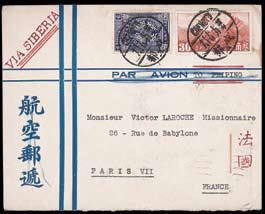 VIA SIBERIA
30
PAR AVION TO PEIPING
航空郵遞
Monsieur Victor LAROCHE Missionnaire
26 - Rue de Babylone
PARIS VII
FRANCE
法國